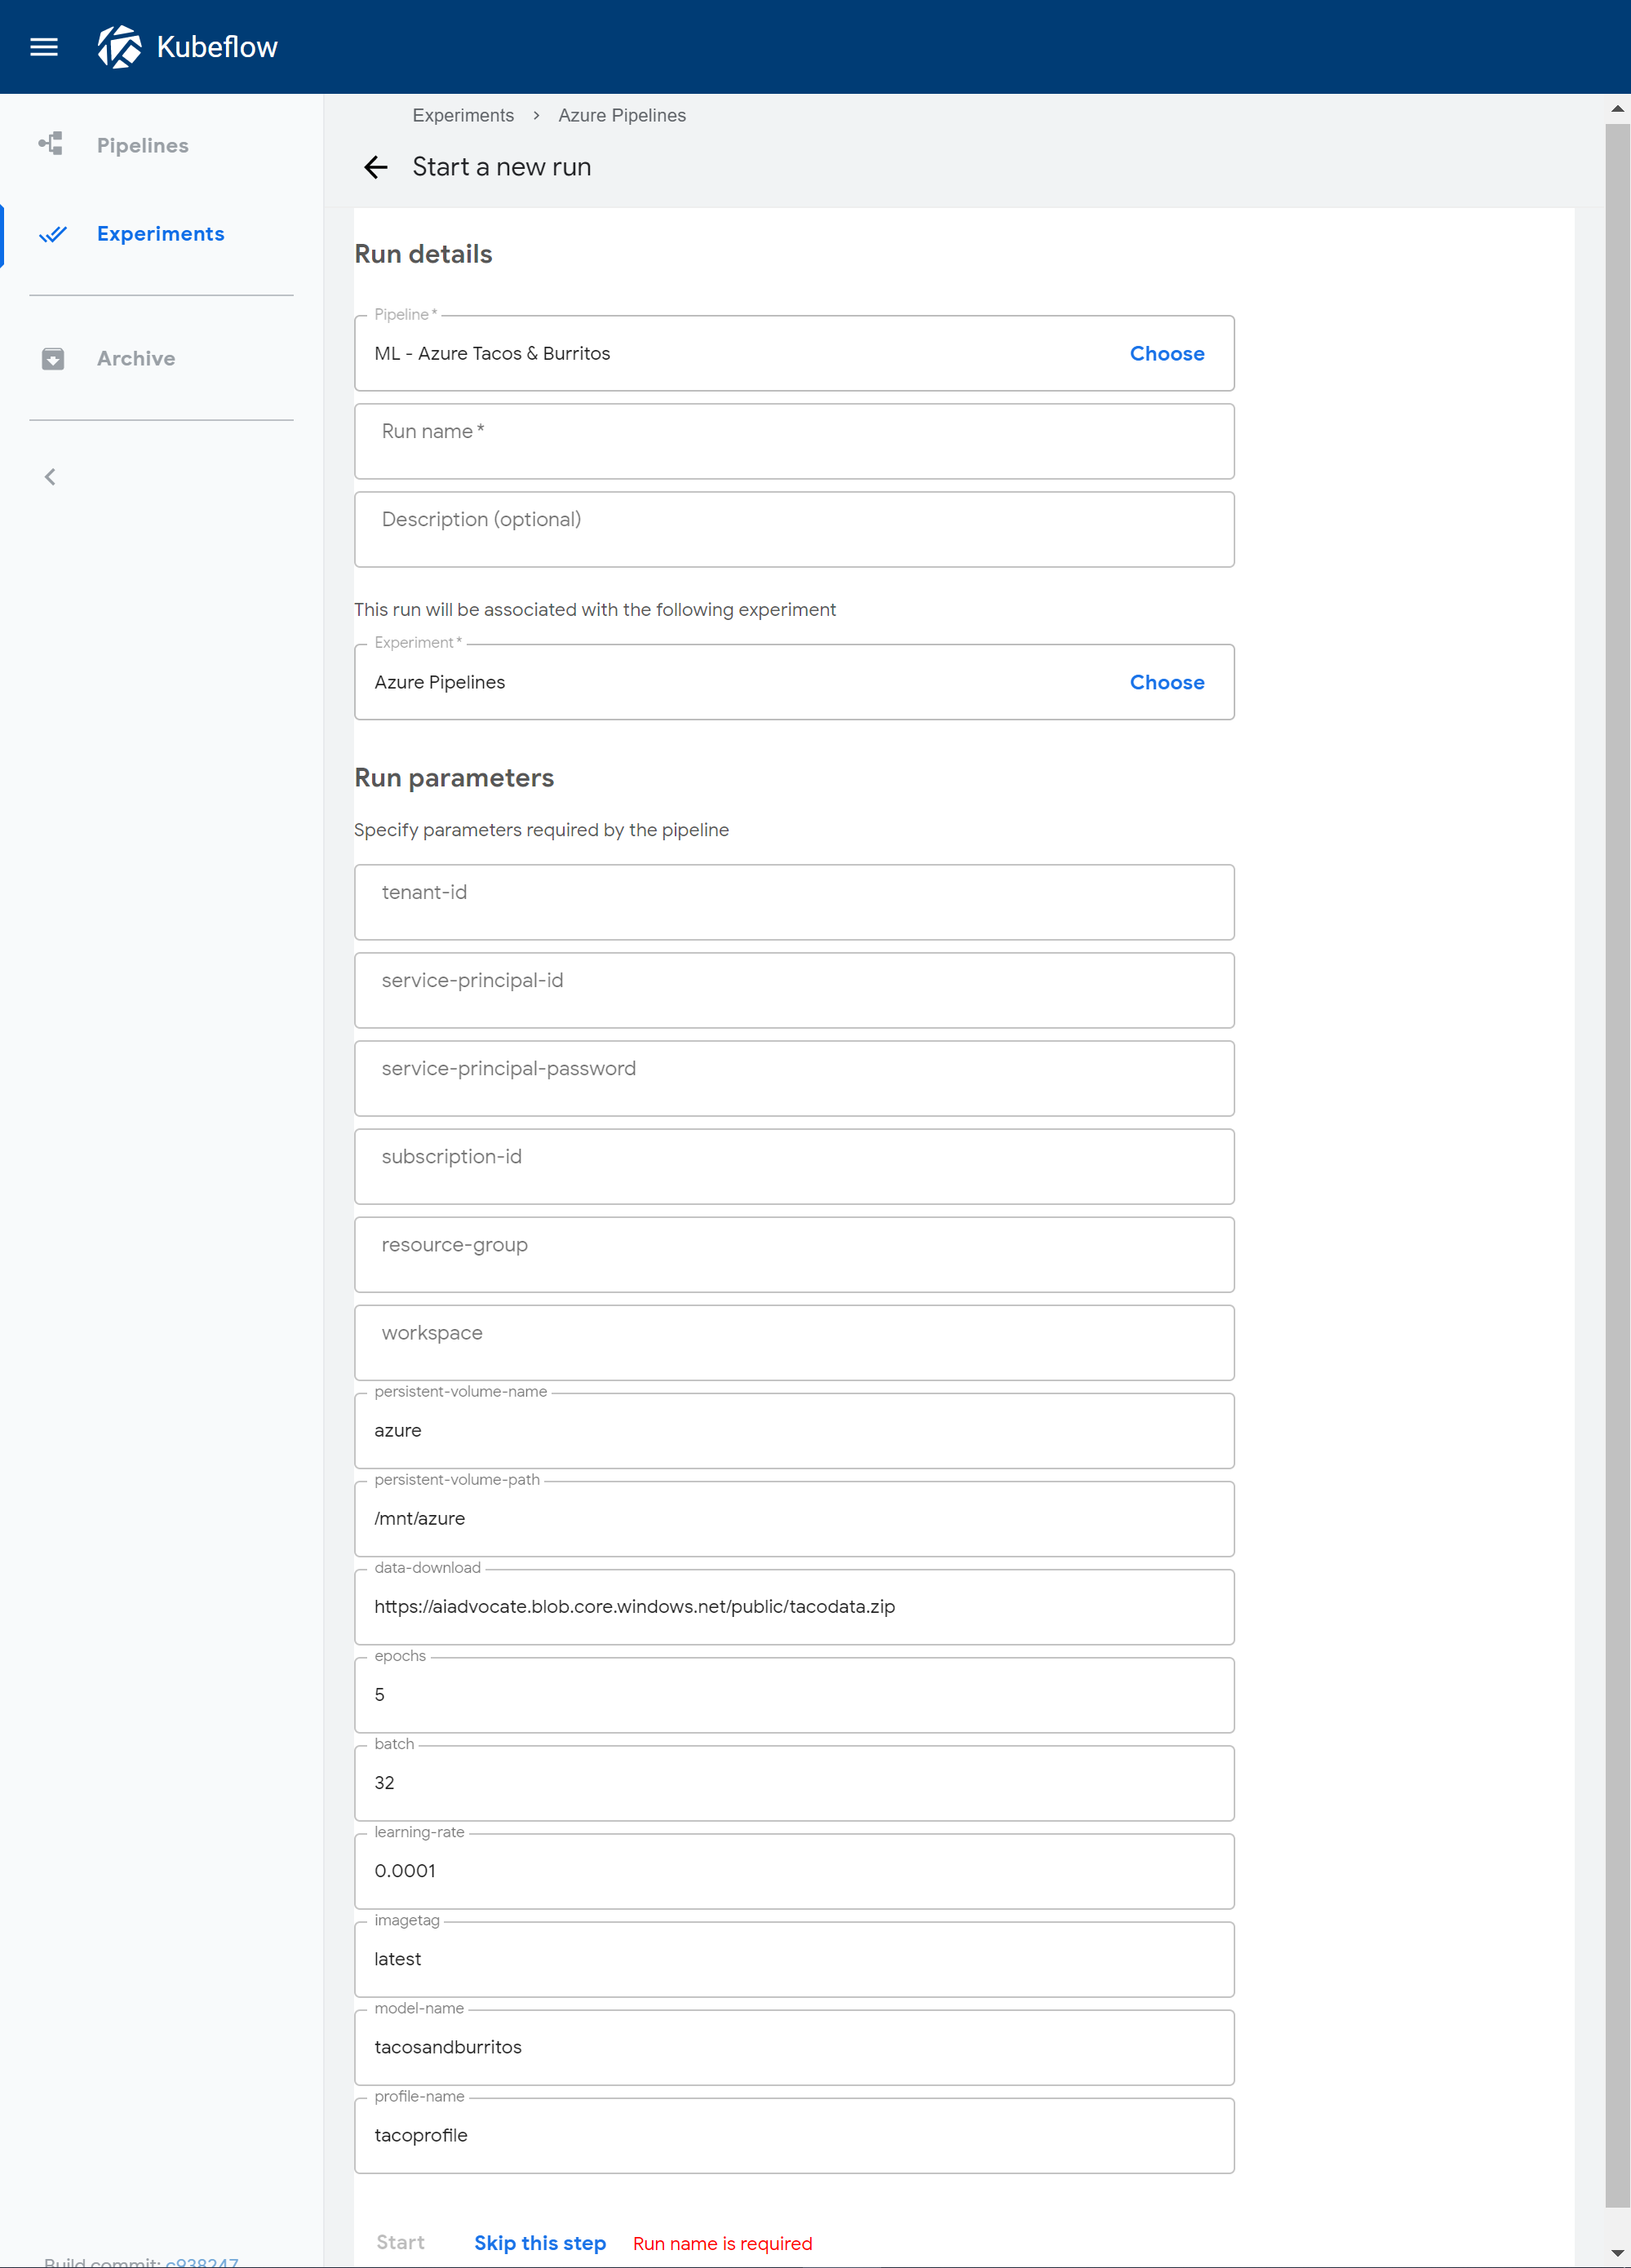 Kubeflow
Pipelines
Experiments
Archive
Build commit: c938247
Experiments > Azure Pipelines
Start a new run
Run details
Pipeline *
ML - Azure Tacos & Burritos
Choose
Run name *
Description (optional)
This run will be associated with the following experiment
Experiment *
Azure Pipelines
Choose
Run parameters
Specify parameters required by the pipeline
tenant-id
service-principal-id
service-principal-password
subscription-id
resource-group
workspace
persistent-volume-name
azure
persistent-volume-path
/mnt/azure
data-download
https://aiadvocate.blob.core.windows.net/public/tacodata.zip
epochs
5
batch
32
learning-rate
0.0001
imagetag
latest
model-name
tacosandburritos
profile-name
tacoprofile
Start
Skip this step
Run name is required